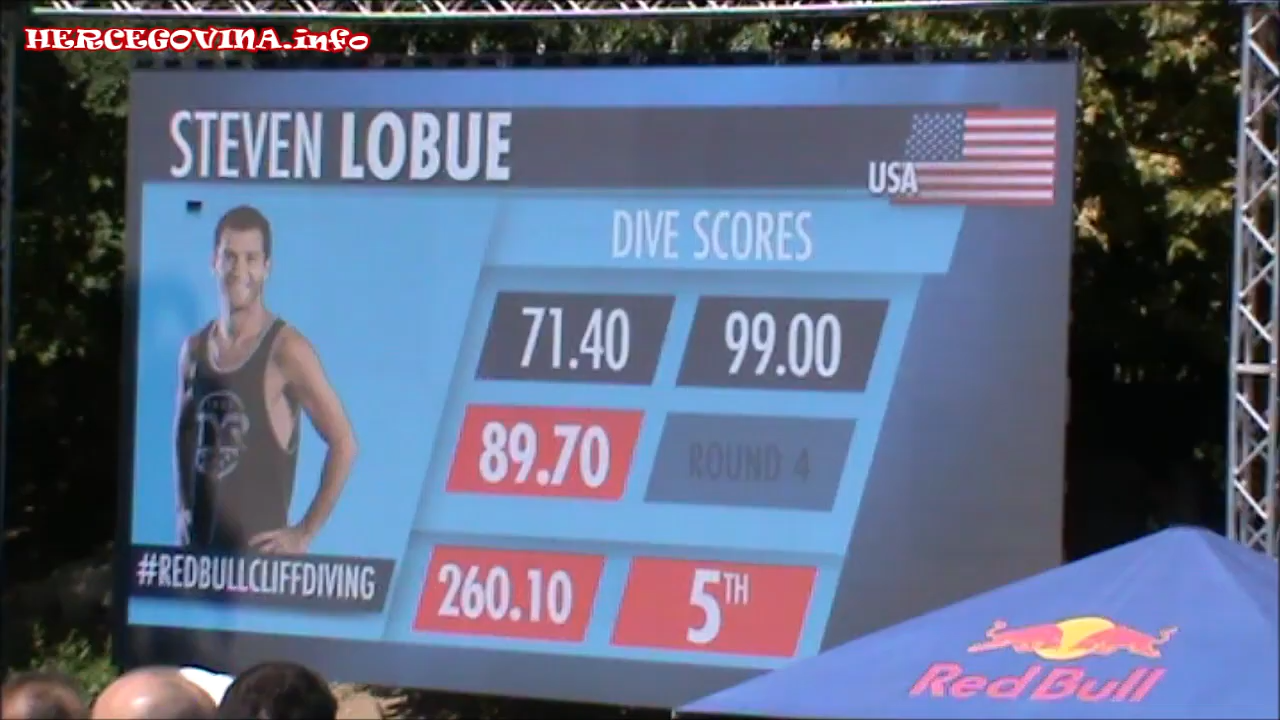 HERCEGOVINA.info
STEVEN LOBUE
USA
DIVE SCORES
71.40 99.00
89.70 ROUND 4
#REDBULLCLIFFDIVING
260.10 5TH
Red Bull